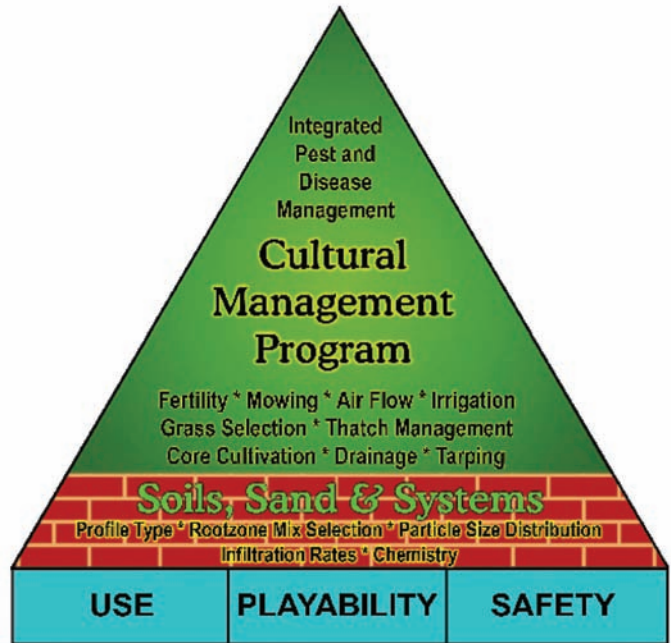 Integrated
Pest and
Disease
Management
Cultural
Management
Program
Fertility * Mowing * Air Flow * Irrigation
Grass Selection * Thatch Management
Core Cultivation * Drainage * Tarping
Soils, Sand & Systems
Profile Type * Rootzone Mix Selection * Particle Size Distribution
Infiltration Rates * Chemistry
USE PLAYABILITY SAFETY